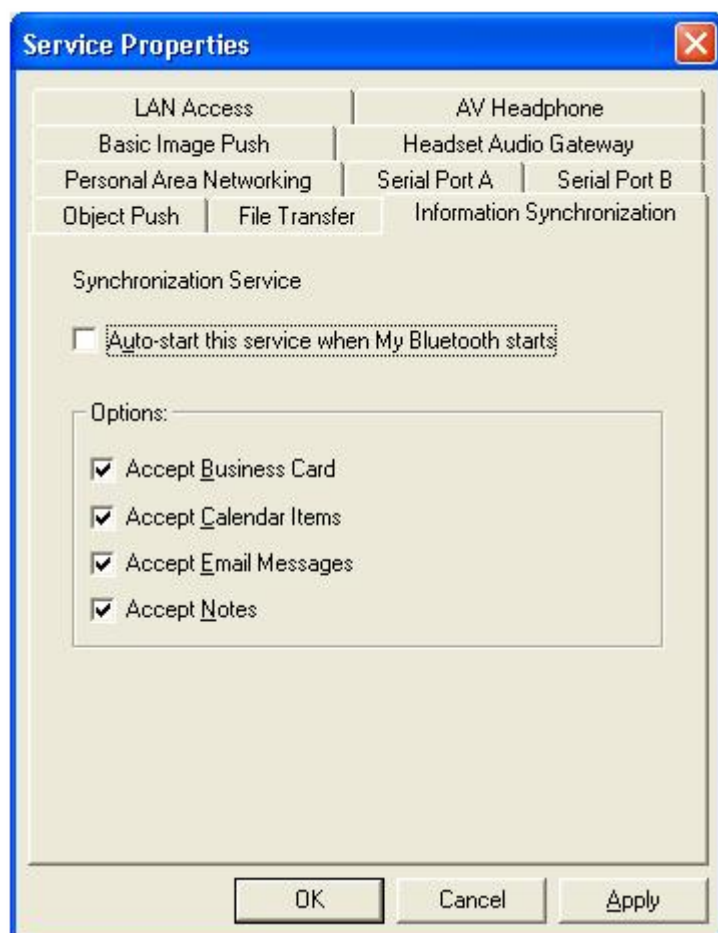 Service Properties
LAN Access AV Headphone
Basic Image Push Headset Audio Gateway
Personal Area Networking Serial Port A Serial Port B
Object Push File Transfer Information Synchronization
Synchronization Service
Auto-start this service when My Bluetooth starts
Options:
Accept Business Card
Accept Calendar Items
Accept Email Messages
Accept Notes
OK Cancel Apply